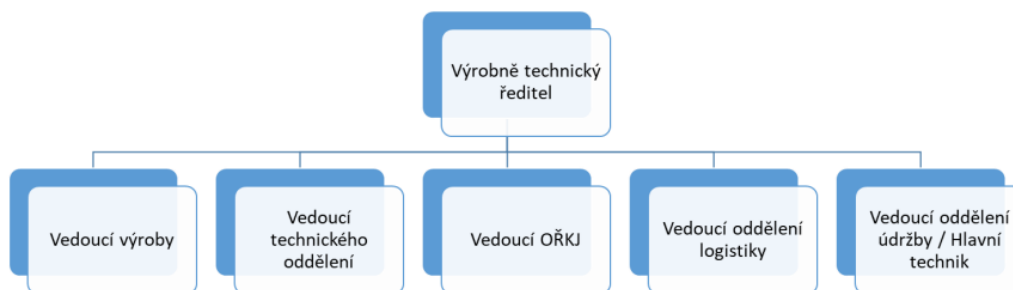 Výrobně technický
ředitel
Vedoucí výroby
Vedoucí
technického
oddělení
Vedoucí OŘKJ
Vedoucí oddělení
logistiky
Vedoucí oddělení
údržby / Hlavní
technik